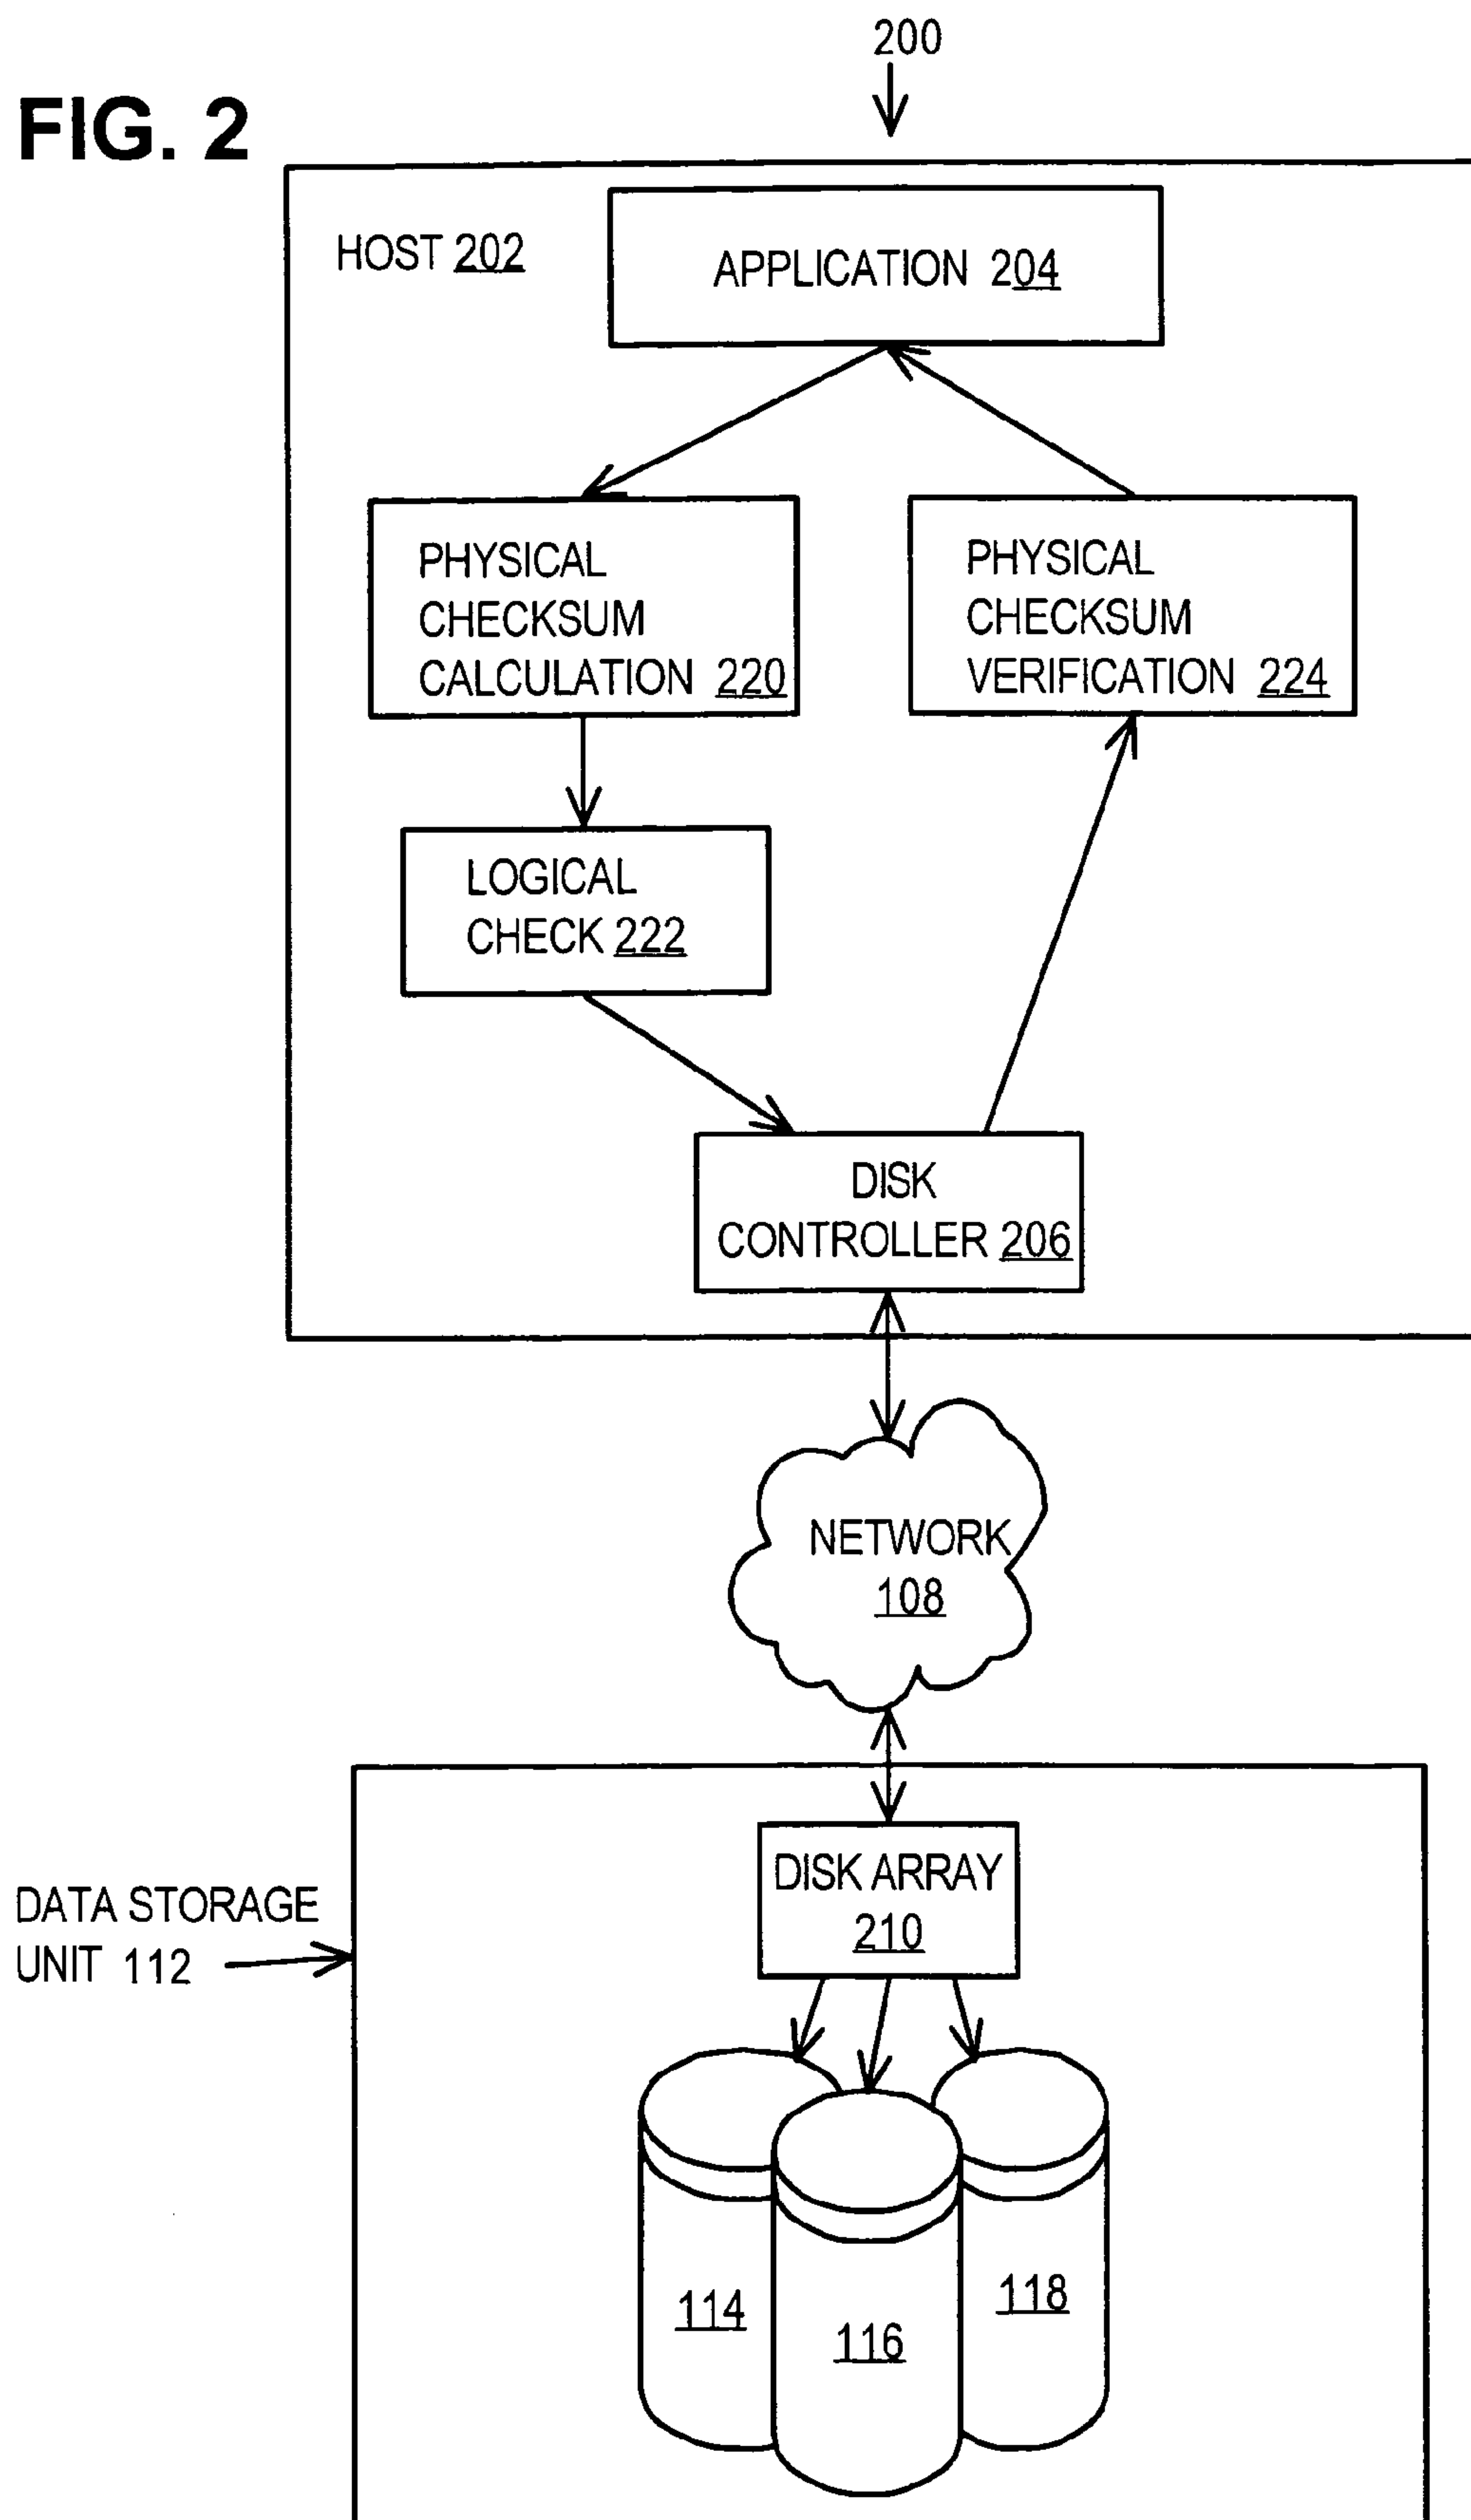 200
FIG. 2
HOST 202
APPLICATION 204
PHYSICAL
CHECKSUM
CALCULATION 220
PHYSICAL
CHECKSUM
VERIFICATION 224
LOGICAL
CHECK 222
DISK
CONTROLLER 206
NETWORK
108
DISK ARRAY
210
DATA STORAGE
UNIT 112
114
116
118